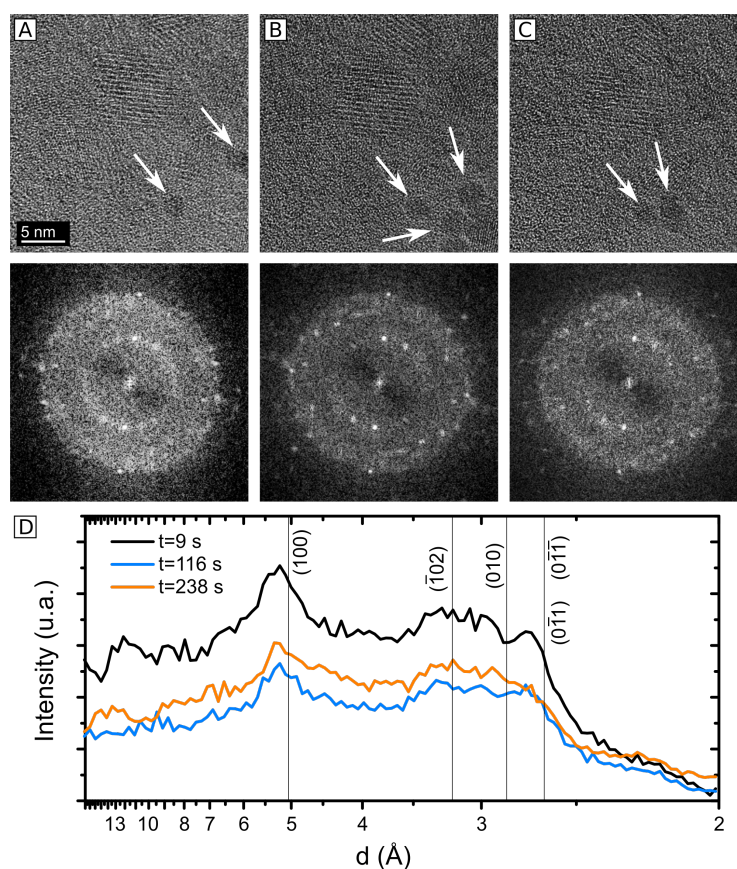 A
B
C
5 nm
D
t=9 s
t=116 s
t=238 s
(100)
(1̅02)
(010)
(01̅1̅)
(01̅1)
Intensity (u.a.)
13 10 8 7 6 5 4 3 2
d (Å)